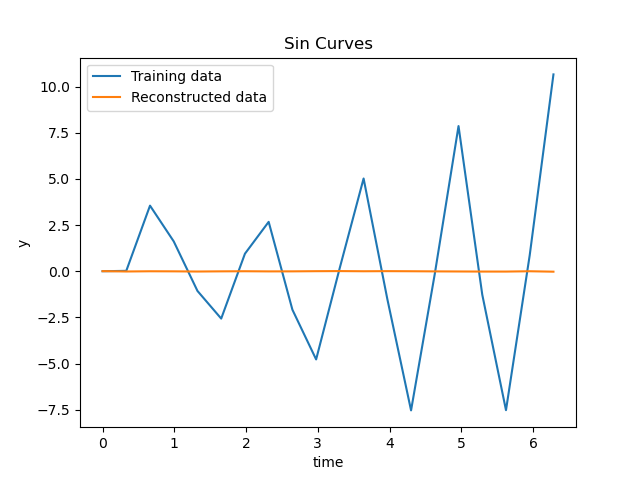 Sin Curves
Training data
Reconstructed data
10.0
7.5
5.0
2.5
0.0
−2.5
−5.0
−7.5
y
0 1 2 3 4 5 6
time